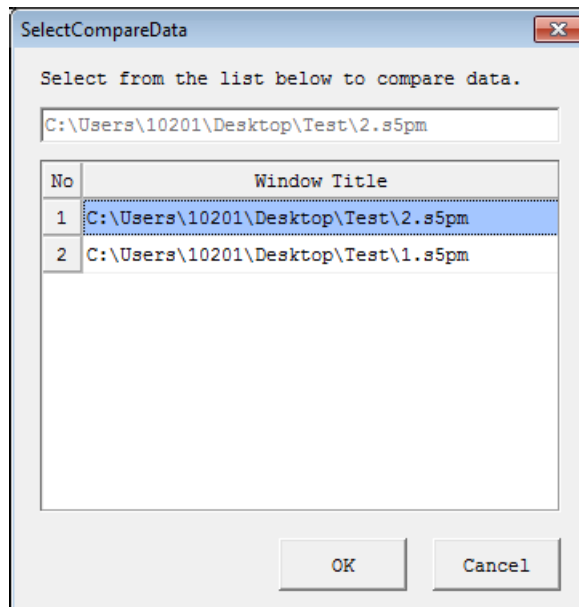 SelectCompareData
Select from the list below to compare data.
C:\Users\10201\Desktop\Test\2.s5pm
No Window Title
1 C:\Users\10201\Desktop\Test\2.s5pm
2 C:\Users\10201\Desktop\Test\1.s5pm
OK Cancel